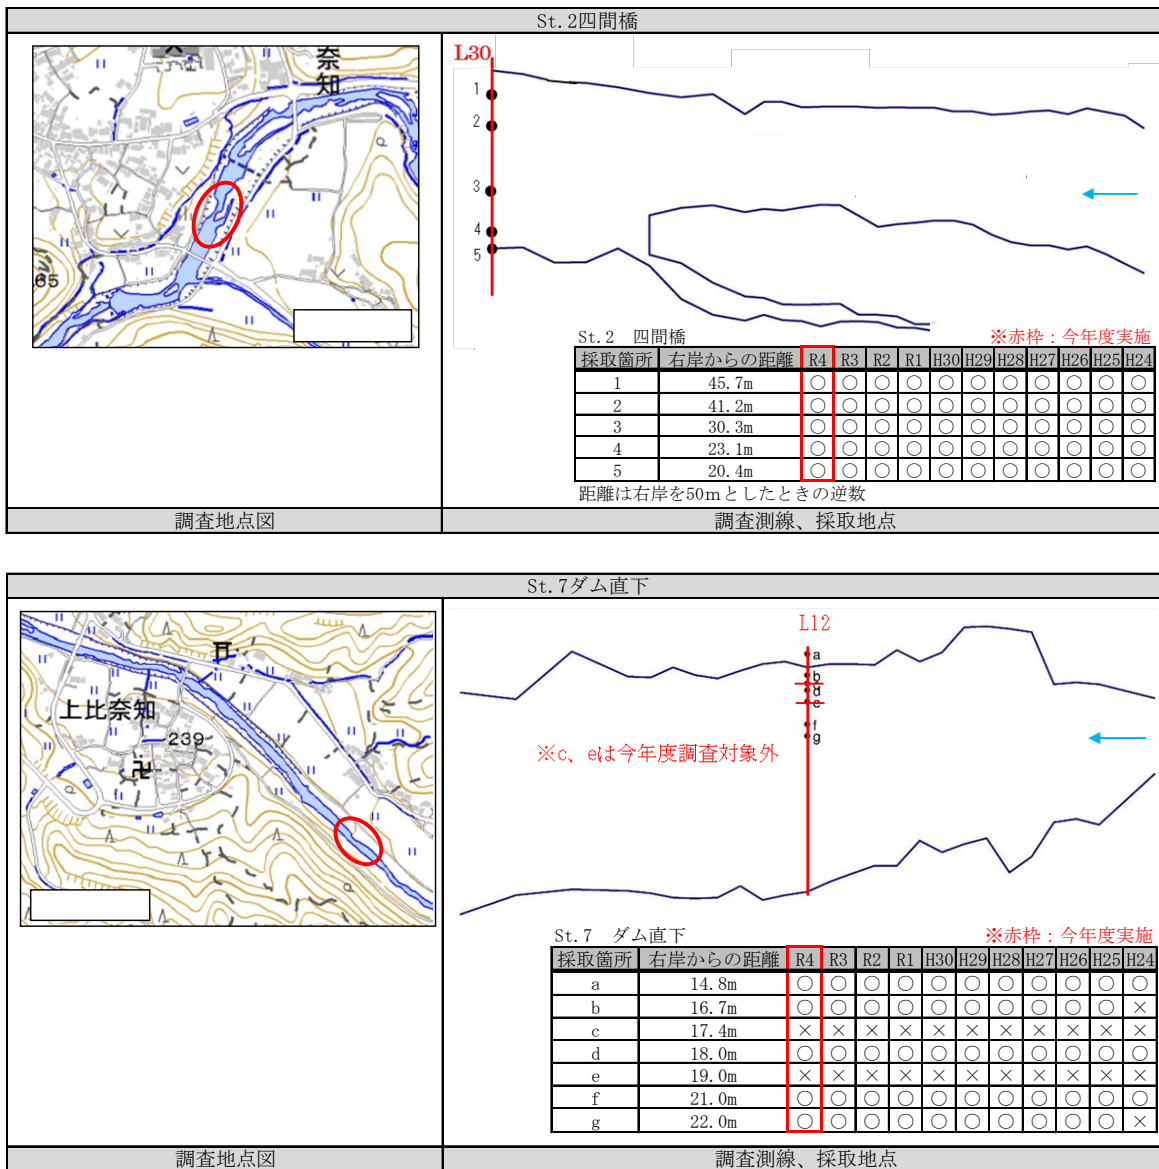 St.2四間橋
奈知
65
L30
1
2
3
4
5
St.2 四間橋 ※赤枠：今年度実施
採取箇所 右岸からの距離 R4 R3 R2 R1 H30 H29 H28 H27 H26 H25 H24
1 45.7m ○ ○ ○ ○ ○ ○ ○ ○ ○ ○ ○
2 41.2m ○ ○ ○ ○ ○ ○ ○ ○ ○ ○ ○
3 30.3m ○ ○ ○ ○ ○ ○ ○ ○ ○ ○ ○
4 23.1m ○ ○ ○ ○ ○ ○ ○ ○ ○ ○ ○
5 20.4m ○ ○ ○ ○ ○ ○ ○ ○ ○ ○ ○
距離は右岸を50mとしたときの逆数
調査地点図 調査測線、採取地点
St.7ダム直下
上比奈知
239
L12
a
b
d
e
f
g
※c、eは今年度調査対象外
St.7 ダム直下 ※赤枠：今年度実施
採取箇所 右岸からの距離 R4 R3 R2 R1 H30 H29 H28 H27 H26 H25 H24
a 14.8m ○ ○ ○ ○ ○ ○ ○ ○ ○ ○ ○
b 16.7m ○ ○ ○ ○ ○ ○ ○ ○ ○ ○ ×
c 17.4m × × × × × × × × × × ×
d 18.0m ○ ○ ○ ○ ○ ○ ○ ○ ○ ○ ○
e 19.0m × × × × × × × × × × ×
f 21.0m ○ ○ ○ ○ ○ ○ ○ ○ ○ ○ ○
g 22.0m ○ ○ ○ ○ ○ ○ ○ ○ ○ ○ ×
調査地点図 調査測線、採取地点